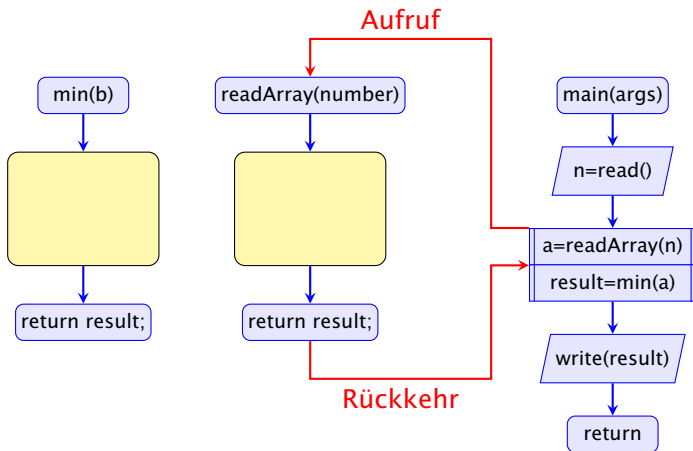 Aufruf
min(b)
return result;
readArray(number)
return result;
Rückkehr
main(args)
n=read()
a=readArray(n)
result=min(a)
write(result)
return